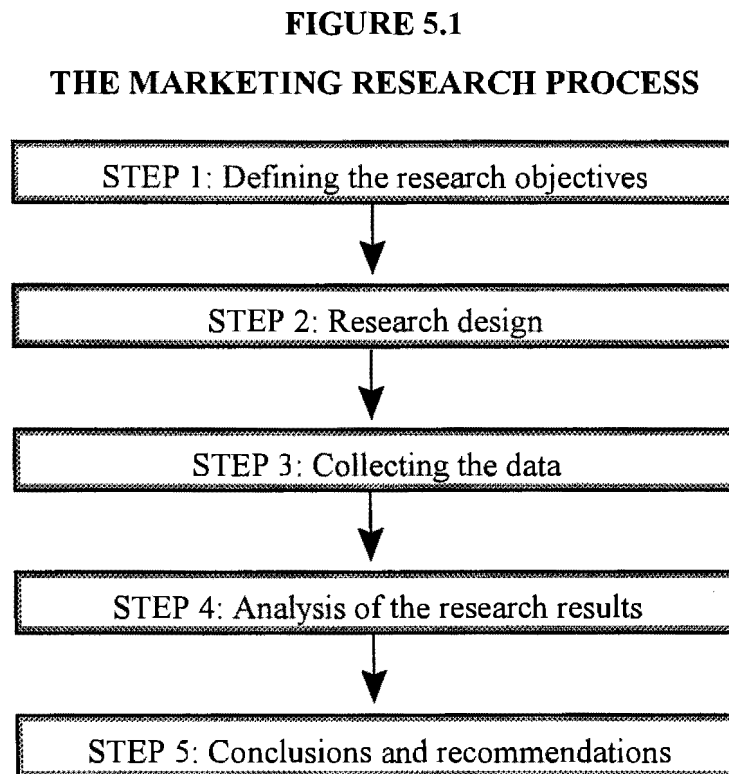 FIGURE 5.1
THE MARKETING RESEARCH PROCESS
STEP 1: Defining the research objectives
STEP 2: Research design
STEP 3: Collecting the data
STEP 4: Analysis of the research results
STEP 5: Conclusions and recommendations